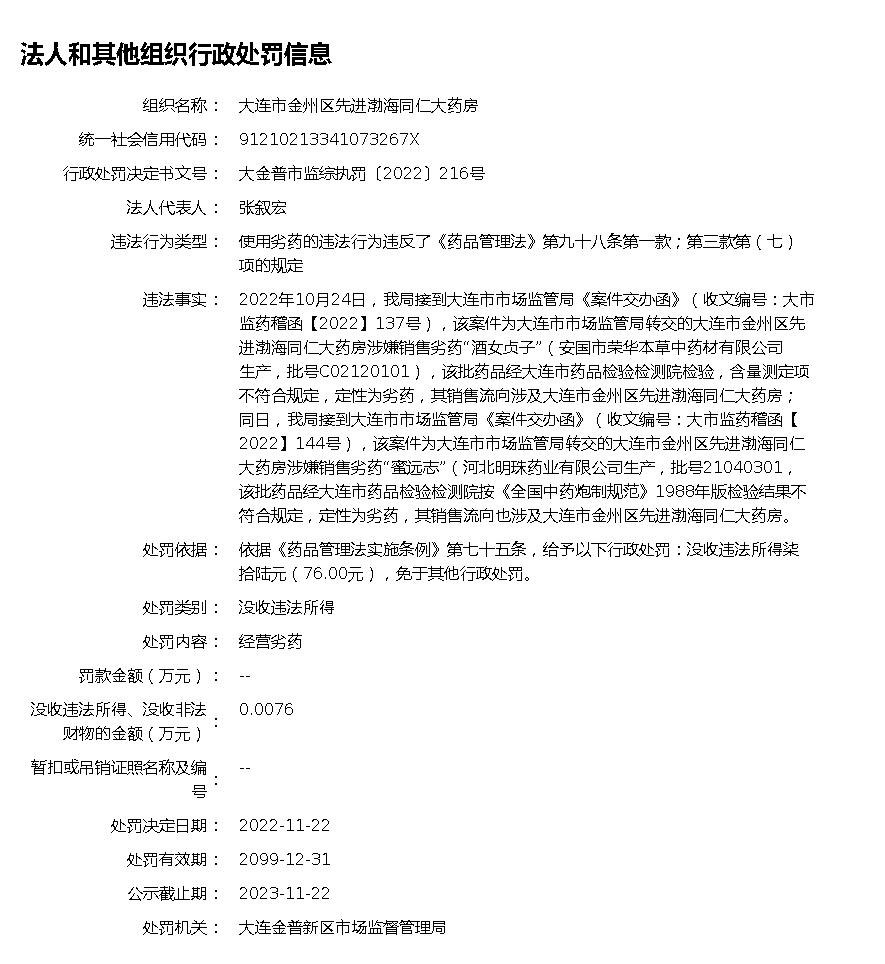 法人和其他组织行政处罚信息
组织名称： 大连市金州区先进渤海同仁大药房
统一社会信用代码： 91210213341073267X
行政处罚决定书文号： 大金普市监综执罚〔2022〕216号
法人代表人： 张叙宏
违法行为类型： 使用劣药的违法行为违反了《药品管理法》第九十八条第一款；第三款第（七）
项的规定
违法事实： 2022年10月24日，我局接到大连市市场监管局《案件交办函》（收文编号：大市
监药稽函【2022】137号），该案件为大连市市场监管局转交的大连市金州区先
进渤海同仁大药房涉嫌销售劣药“酒女贞子”（安国市荣华本草中药材有限公司
生产，批号C02120101），该批药品经大连市药品检验检测院检验，含量测定项
不符合规定，定性为劣药，其销售流向涉及大连市金州区先进渤海同仁大药房；
同日，我局接到大连市市场监管局《案件交办函》（收文编号：大市监药稽函【
2022】144号），该案件为大连市市场监管局转交的大连市金州区先进渤海同仁
大药房涉嫌销售劣药“蜜远志”（河北明珠药业有限公司生产，批号21040301，
该批药品经大连市药品检验检测院按《全国中药炮制规范》1988年版检验结果不
符合规定，定性为劣药，其销售流向也涉及大连市金州区先进渤海同仁大药房。
处罚依据： 依据《药品管理法实施条例》第七十五条，给予以下行政处罚：没收违法所得柒
拾陆元（76.00元），免于其他行政处罚。
处罚类别： 没收违法所得
处罚内容： 经营劣药
罚款金额（万元）： --
没收违法所得、没收非法
财物的金额（万元）： 0.0076
暂扣或吊销证照名称及编
号： --
处罚决定日期： 2022-11-22
处罚有效期： 2099-12-31
公示截止期： 2023-11-22
处罚机关： 大连金普新区市场监督管理局